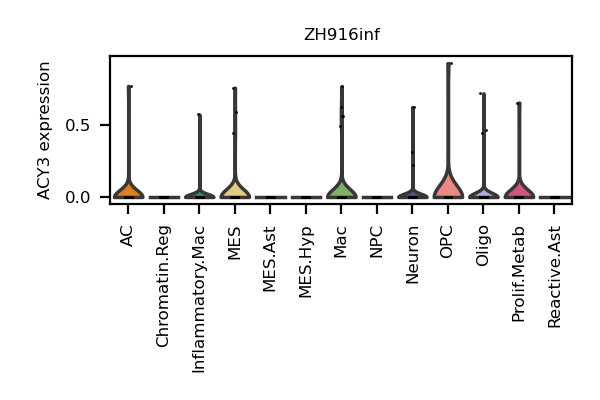 ZH916inf
ACY3 expression
0.5
0.0
AC
Chromatin.Reg
Inflammatory.Mac
MES
MES.Ast
MES.Hyp
Mac
NPC
Neuron
OPC
Oligo
Prolif.Metab
Reactive.Ast